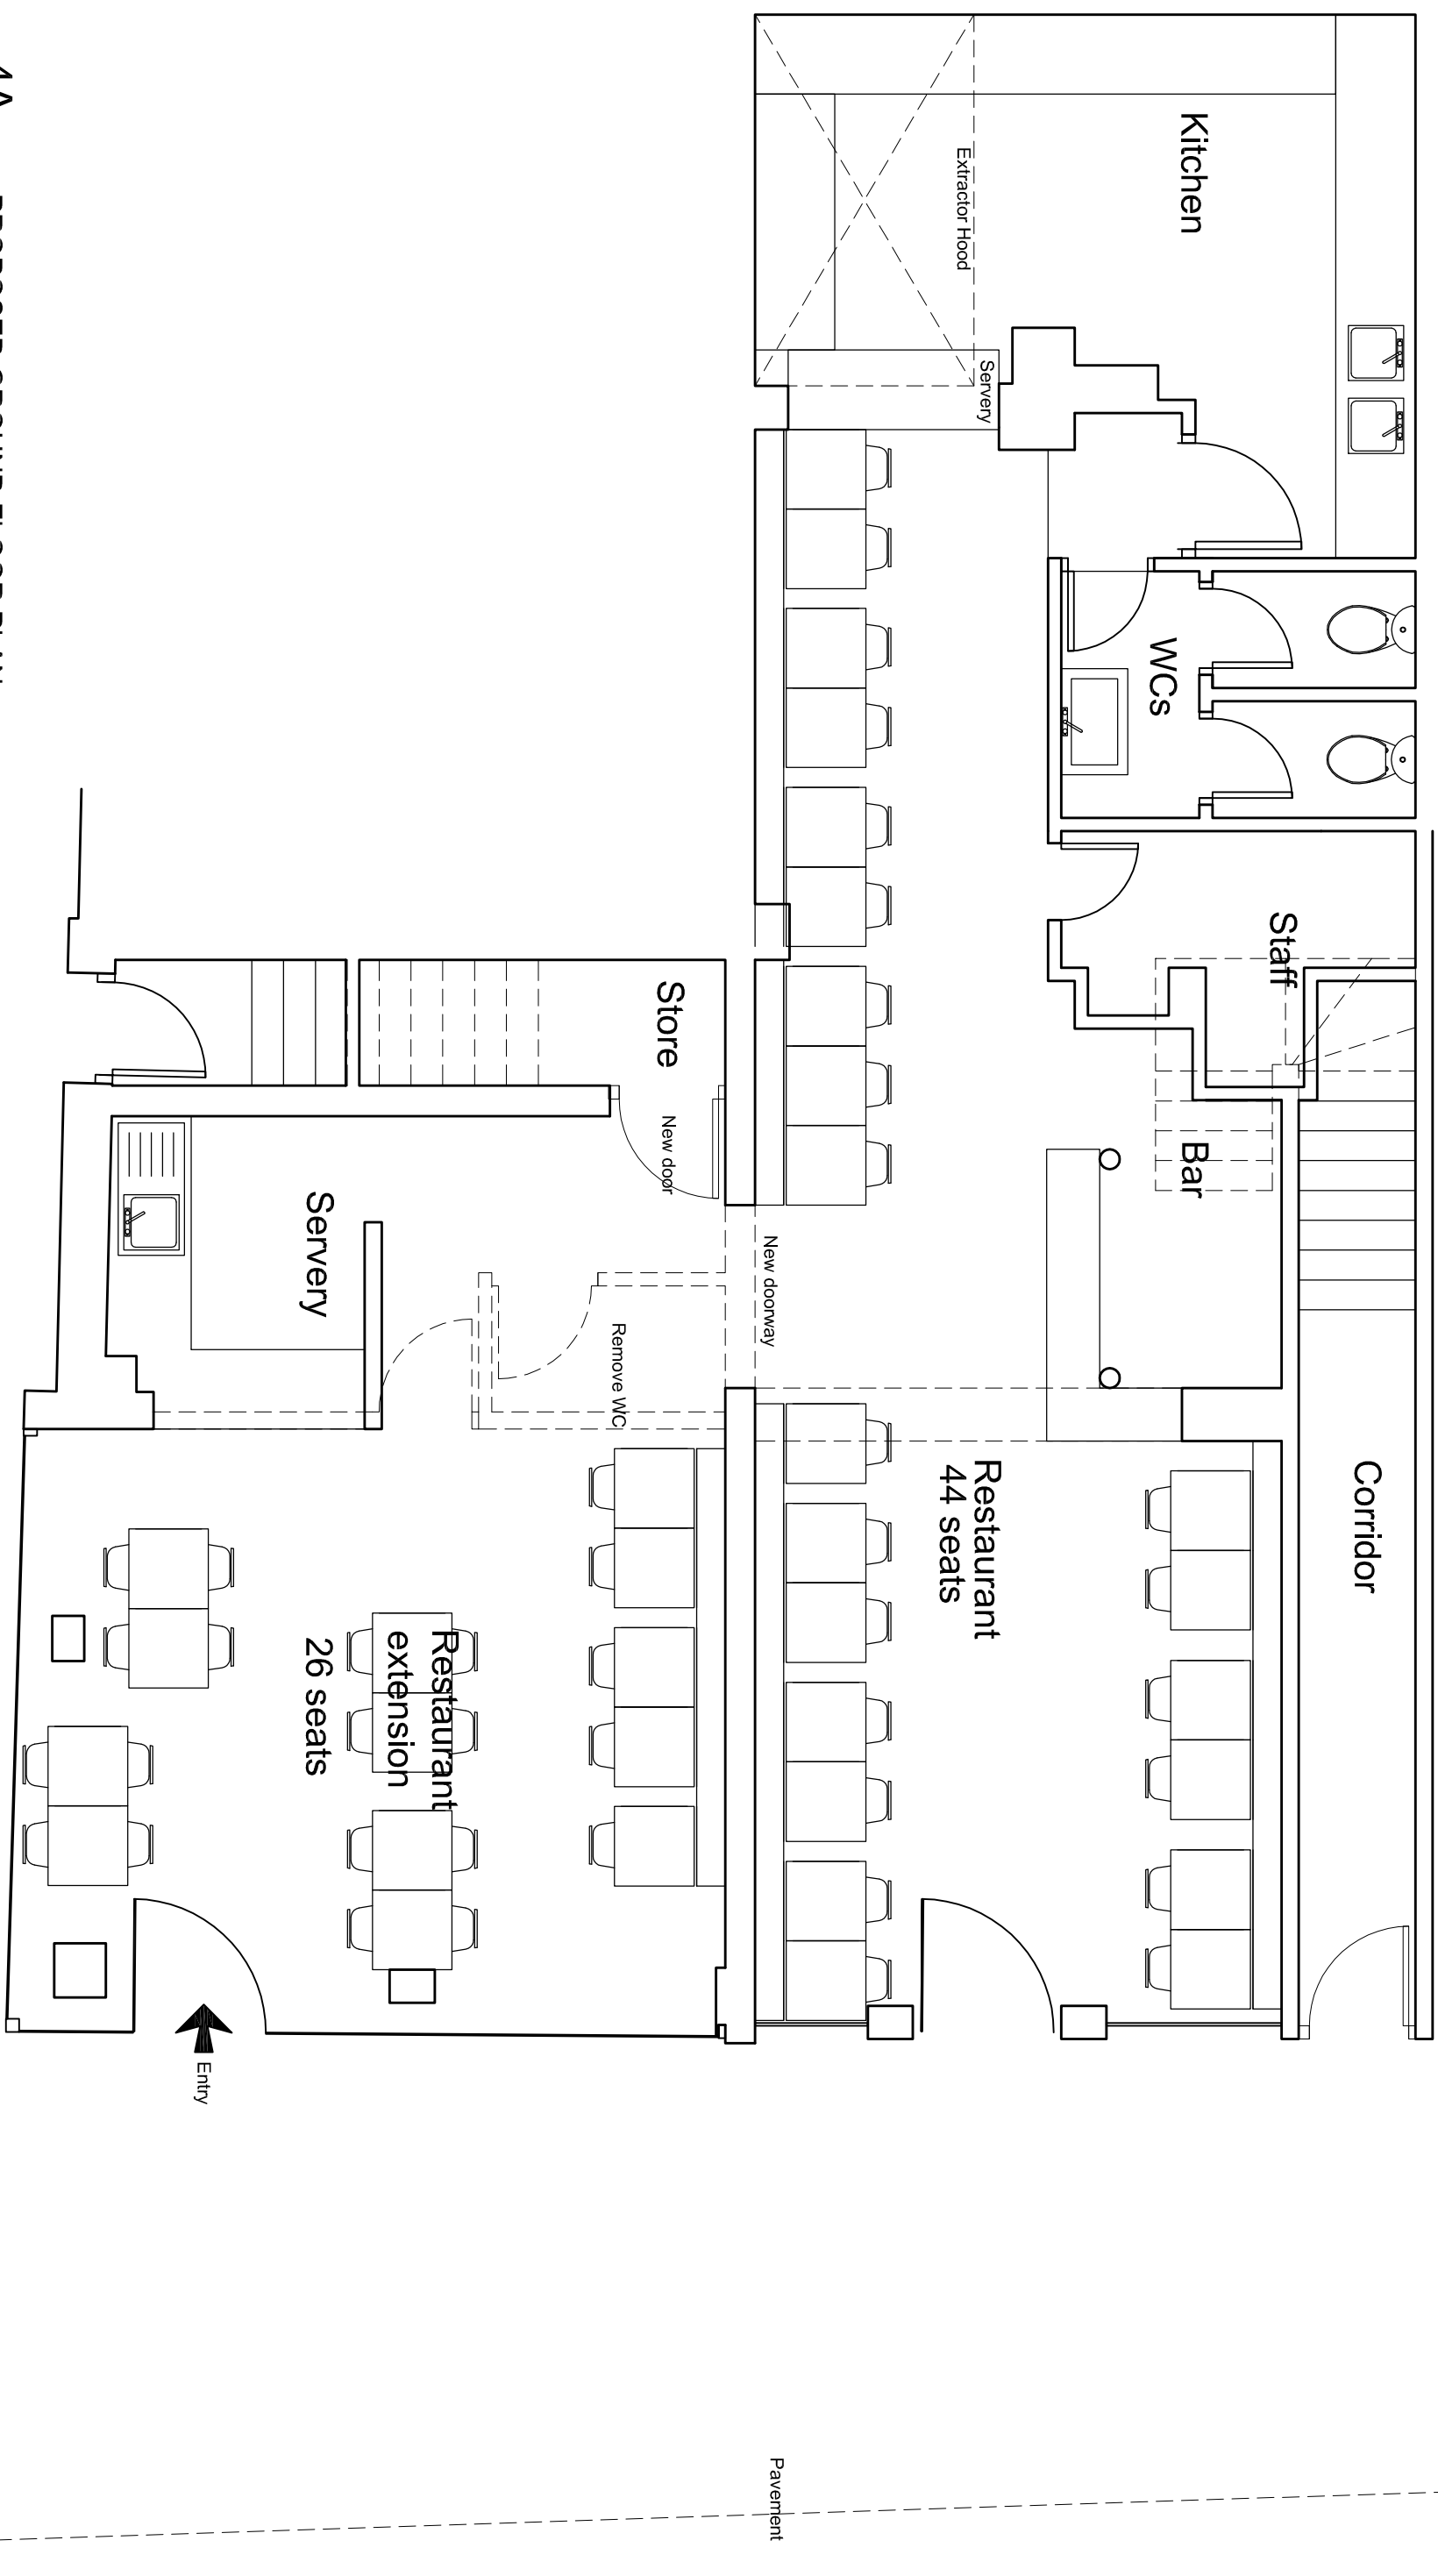 Kitchen
Extractor Hood
Servery
WCs
Staff
Store
New door
Bar
Servery
New doorway
Remove WC
Corridor
Restaurant
44 seats
Restaurant
extension
26 seats
Entry
Pavement